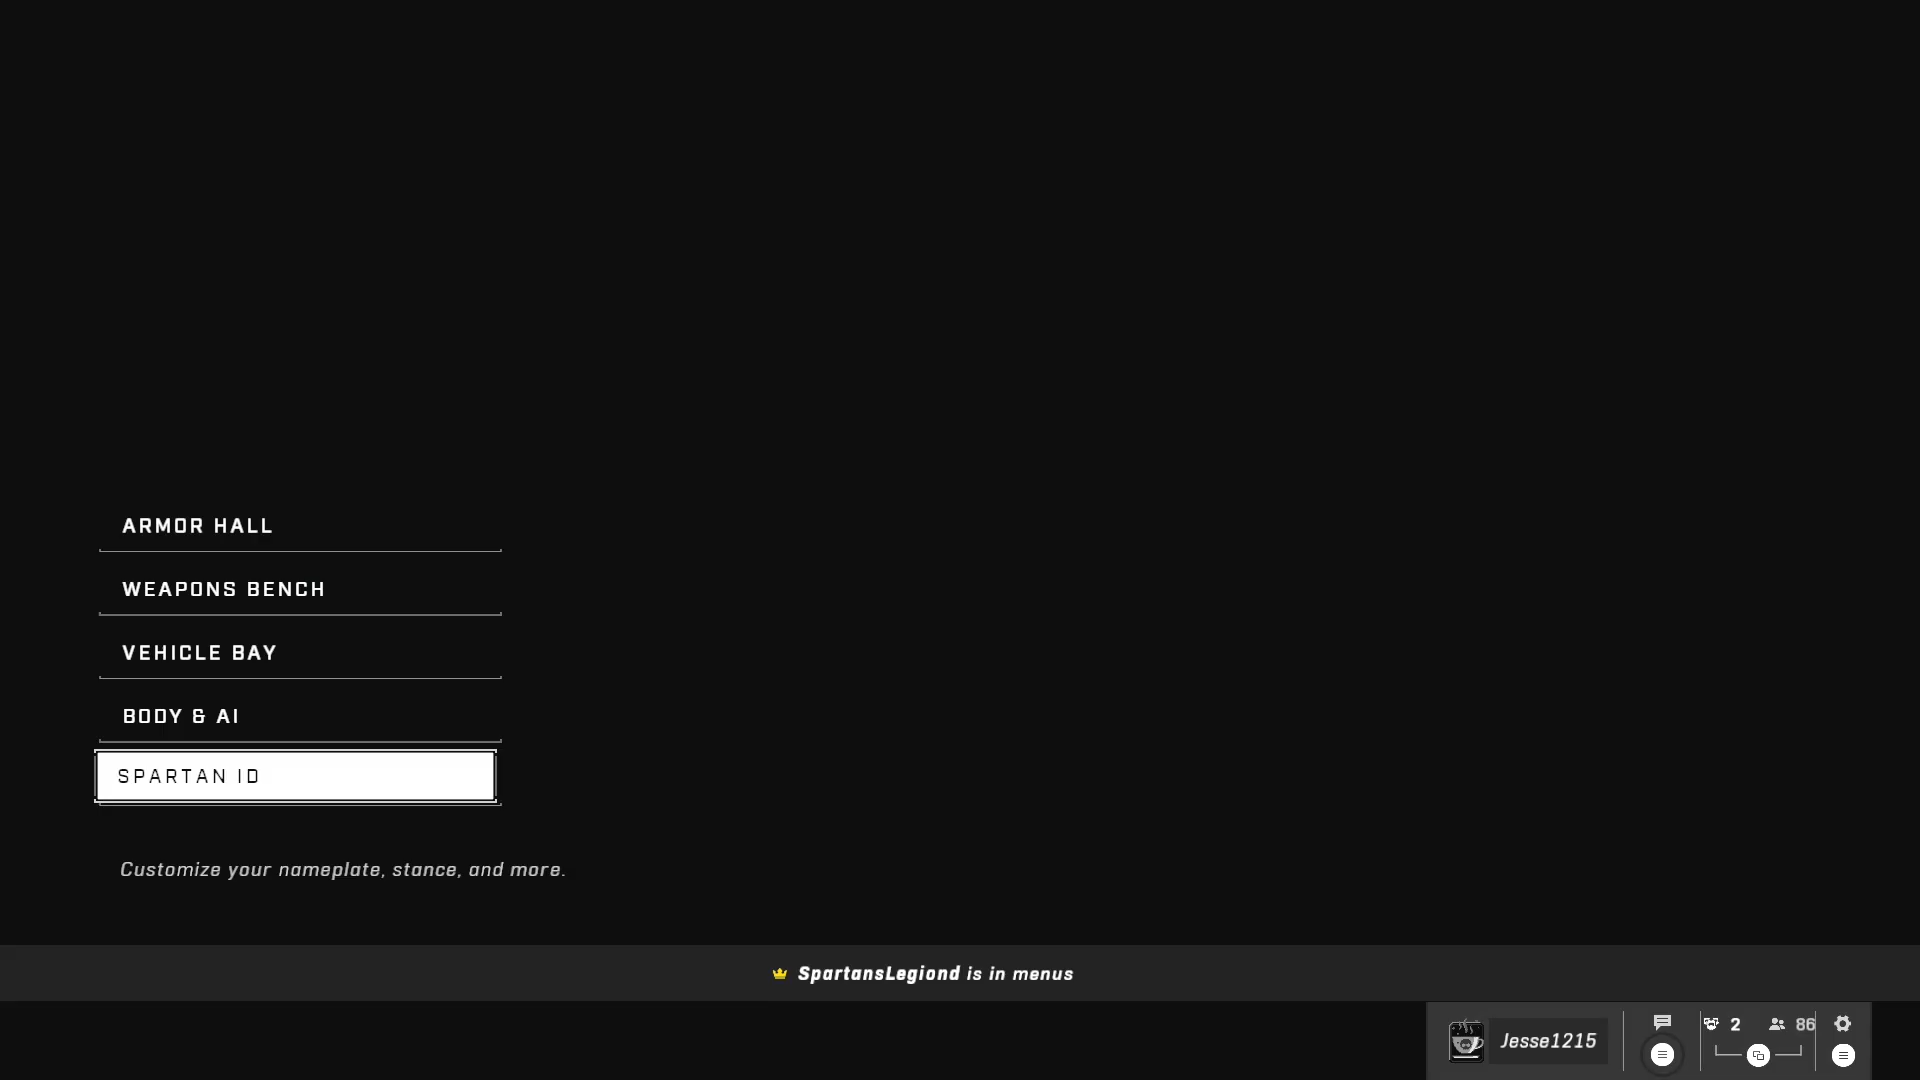 ARMOR HALL
WEAPONS BENCH
VEHICLE BAY
BODY & AI
SPARTAN ID
Customize your nameplate, stance, and more.
SpartansLegiond is in menus
Jesse1215
2
86